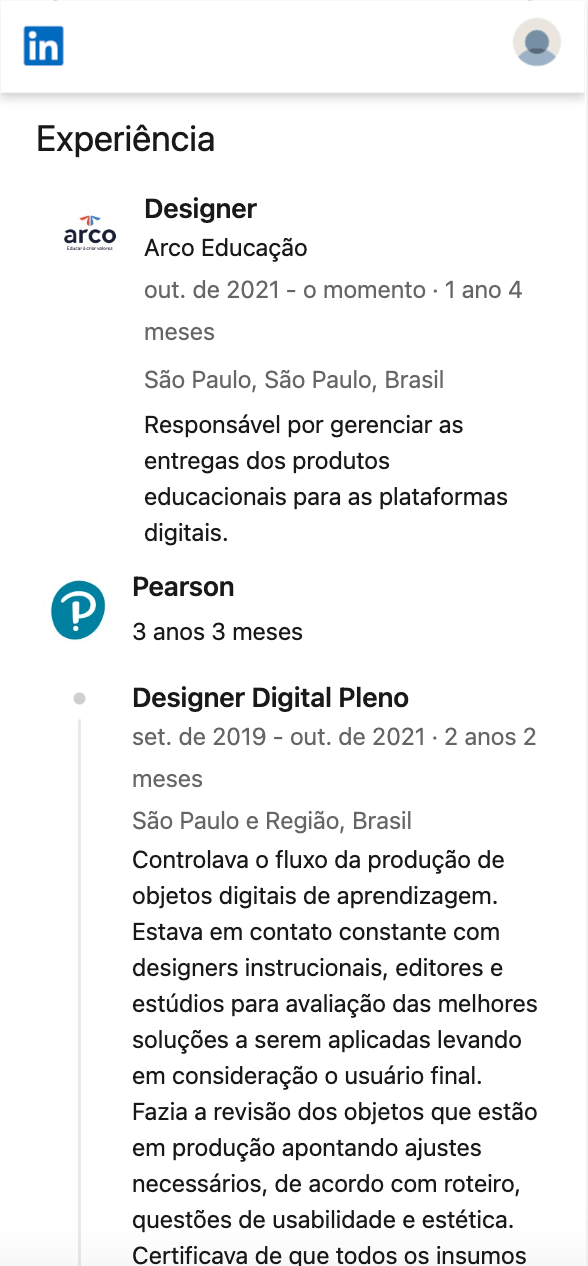 in
Experiência
arco
Educar é criar valores
Designer
Arco Educação
out. de 2021 - o momento · 1 ano 4
meses
São Paulo, São Paulo, Brasil
Responsável por gerenciar as
entregas dos produtos
educacionais para as plataformas
digitais.
Pearson
3 anos 3 meses
Designer Digital Pleno
set. de 2019 - out. de 2021 · 2 anos 2
meses
São Paulo e Região, Brasil
Controlava o fluxo da produção de
objetos digitais de aprendizagem.
Estava em contato constante com
designers instrucionais, editores e
estúdios para avaliação das melhores
soluções a serem aplicadas levando
em consideração o usuário final.
Fazia a revisão dos objetos que estão
em produção apontando ajustes
necessários, de acordo com roteiro,
questões de usabilidade e estética.
Certificava de que todos os insumos